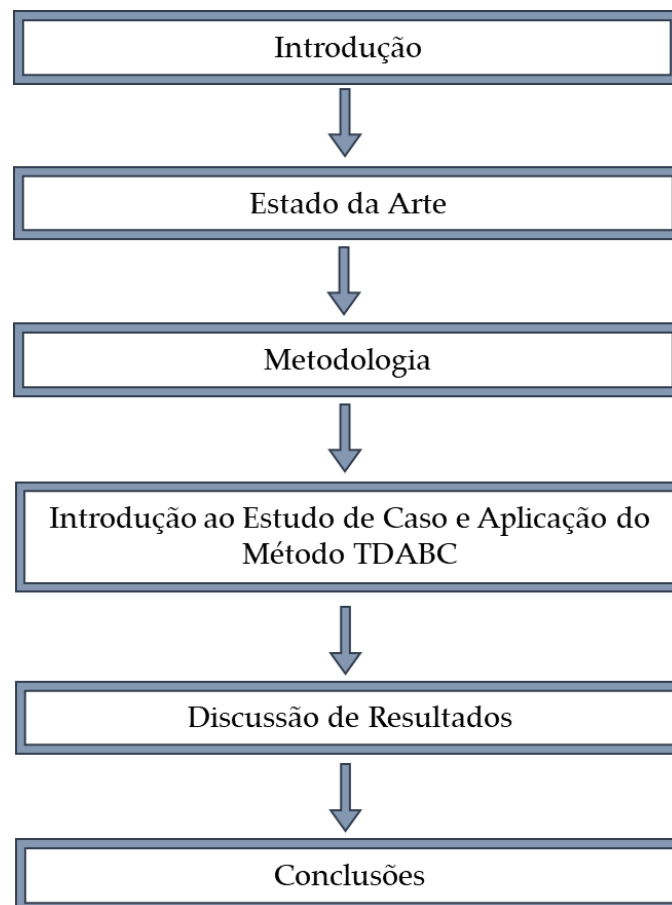 Introdução
Estado da Arte
Metodologia
Introdução ao Estudo de Caso e Aplicação do
Método TDABC
Discussão de Resultados
Conclusões